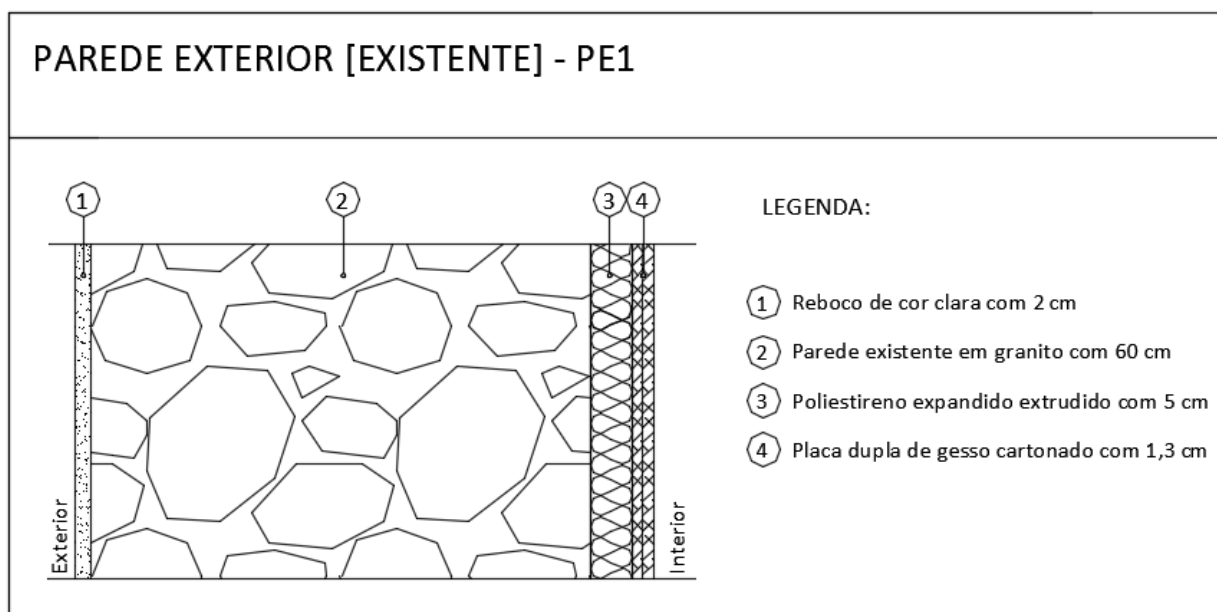 PAREDE EXTERIOR [EXISTENTE] - PE1
1
2
3
4
Exterior
Interior
LEGENDA:
1 Reboco de cor clara com 2 cm
2 Parede existente em granito com 60 cm
3 Poliestireno expandido extrudido com 5 cm
4 Placa dupla de gesso cartonado com 1,3 cm